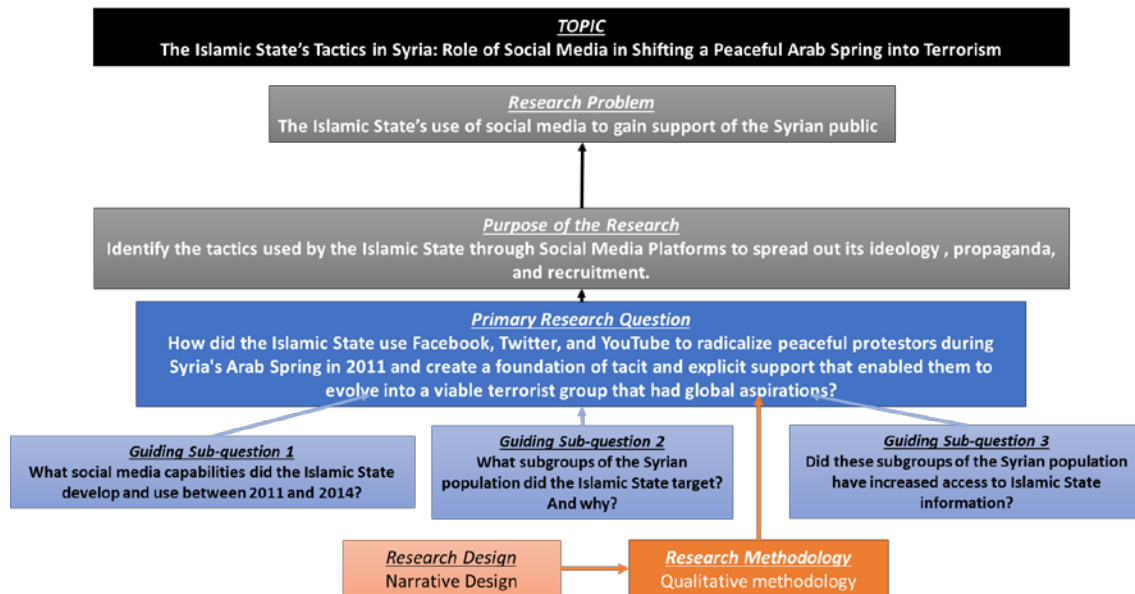 TOPIC
The Islamic State's Tactics in Syria: Role of Social Media in Shifting a Peaceful Arab Spring into Terrorism
Research Problem
The Islamic State's use of social media to gain support of the Syrian public
Purpose of the Research
Identify the tactics used by the Islamic State through Social Media Platforms to spread out its ideology , propaganda,
and recruitment.
Primary Research Question
How did the Islamic State use Facebook, Twitter, and YouTube to radicalize peaceful protestors during
Syria's Arab Spring in 2011 and create a foundation of tacit and explicit support that enabled them to
evolve into a viable terrorist group that had global aspirations?
Guiding Sub-question 1
What social media capabilities did the Islamic State
develop and use between 2011 and 2014?
Guiding Sub-question 2
What subgroups of the Syrian
population did the Islamic State target?
And why?
Guiding Sub-question 3
Did these subgroups of the Syrian population
have increased access to Islamic State
information?
Research Design
Narrative Design
Research Methodology
Qualitative methodology